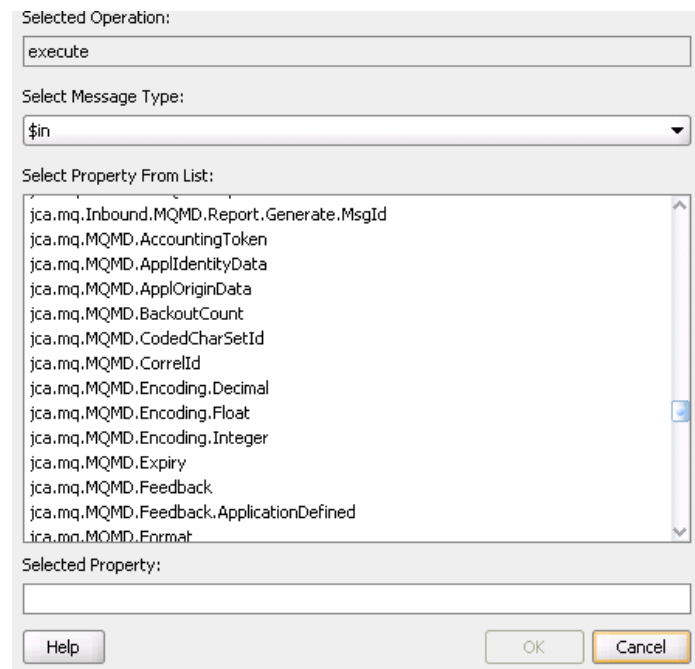 Selected Operation:
execute
Select Message Type:
$in
Select Property From List:
jca.mq.Inbound.MQMD.Report.Generate.MsgId
jca.mq.MQMD.AccountingToken
jca.mq.MQMD.ApplIdentityData
jca.mq.MQMD.ApplOriginData
jca.mq.MQMD.BackoutCount
jca.mq.MQMD.CodedCharSetId
jca.mq.MQMD.CorrelId
jca.mq.MQMD.Encoding.Decimal
jca.mq.MQMD.Encoding.Float
jca.mq.MQMD.Encoding.Integer
jca.mq.MQMD.Expiry
jca.mq.MQMD.Feedback
jca.mq.MQMD.Feedback.ApplicationDefined
jca.mq.MQMD.Format
Selected Property:
Help OK Cancel